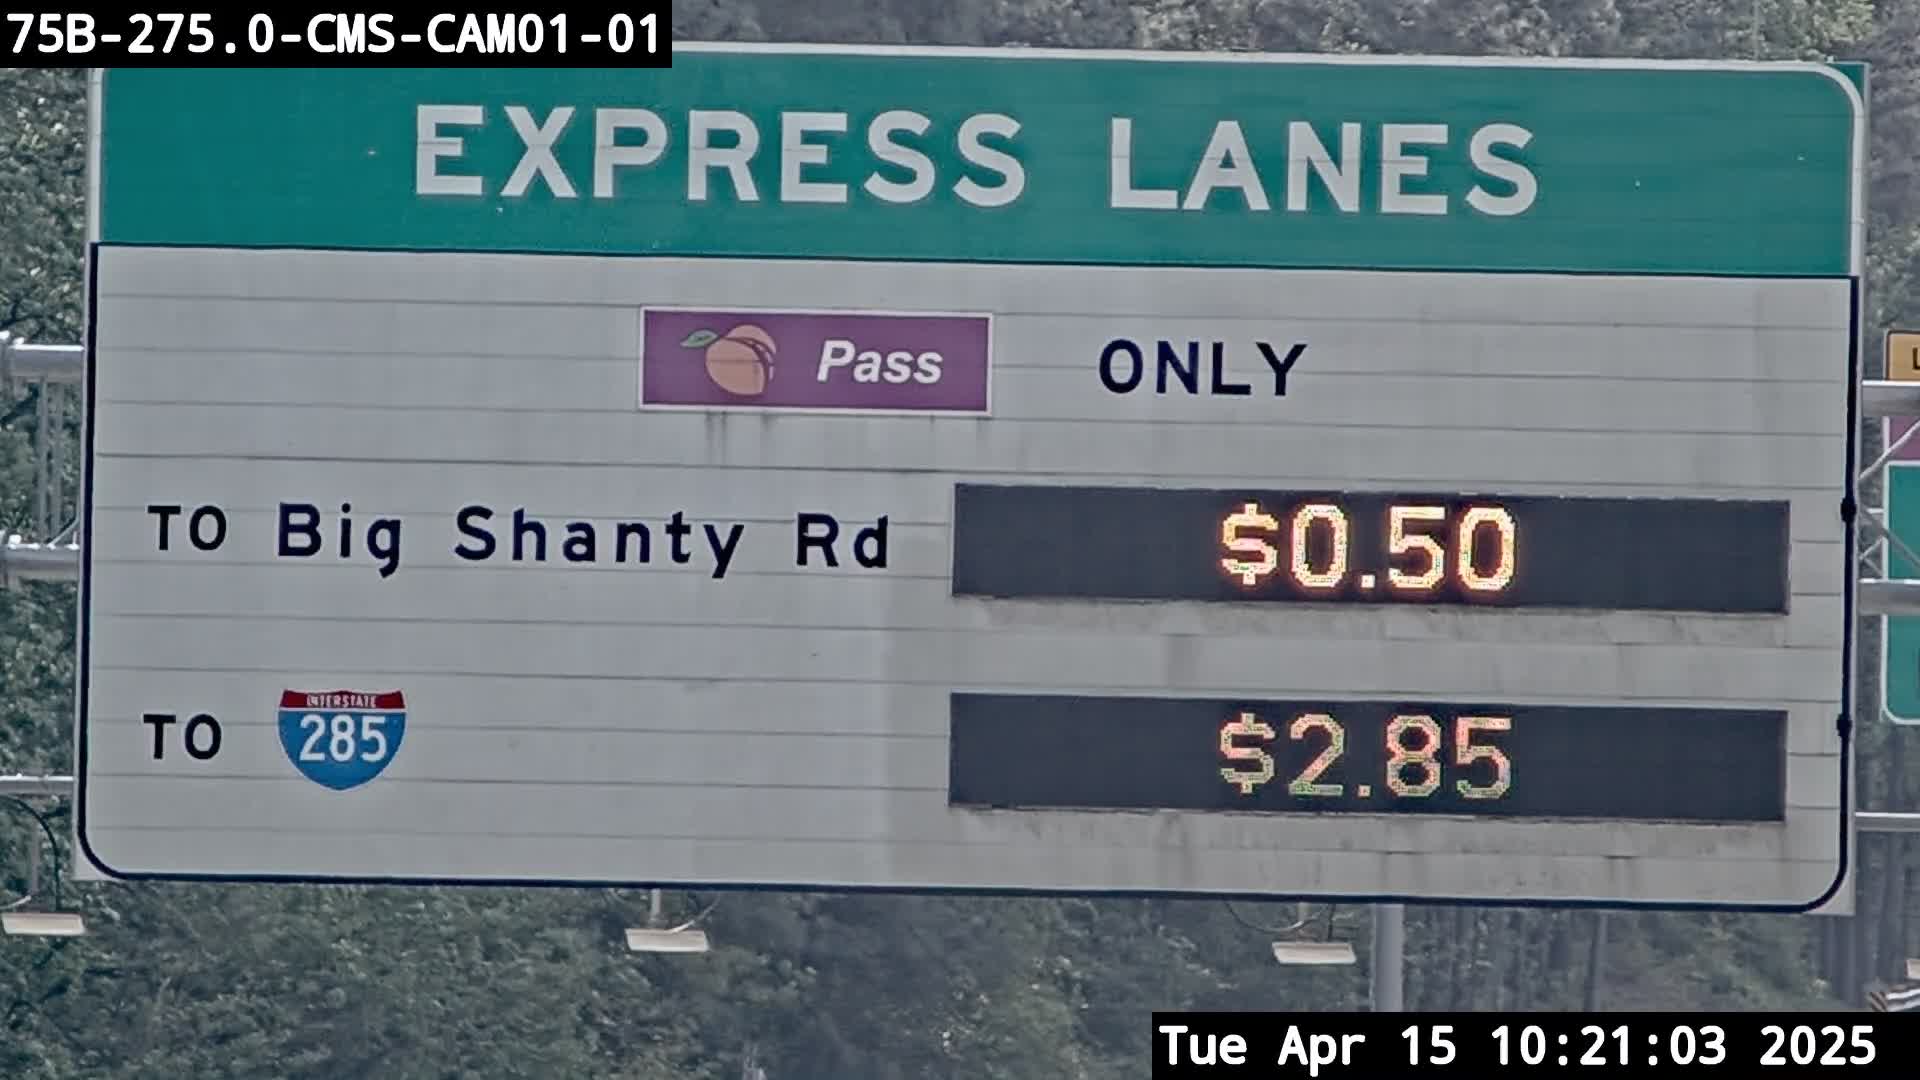 75B-275.0-CMS-CAM01-01
EXPRESS LANES
Pass ONLY
TO Big Shanty Rd $0.50
INTERSTATE
TO 285 $2.85
Tue Apr 15 10:21:03 2025